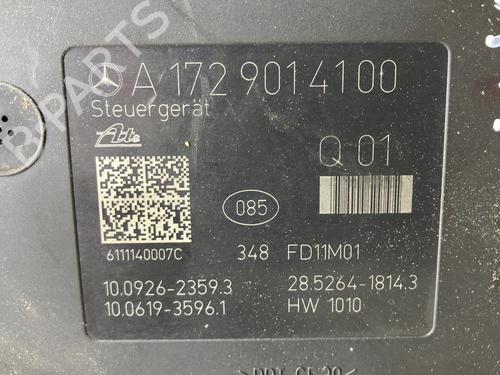 A 172 901 41 00
Steuergerät
Ate
Q 01
085
6111140007C
348 FD11M01
10.0926-2359.3 28.5264-1814.3
10.0619-3596.1 HW 1010
B-PARTS